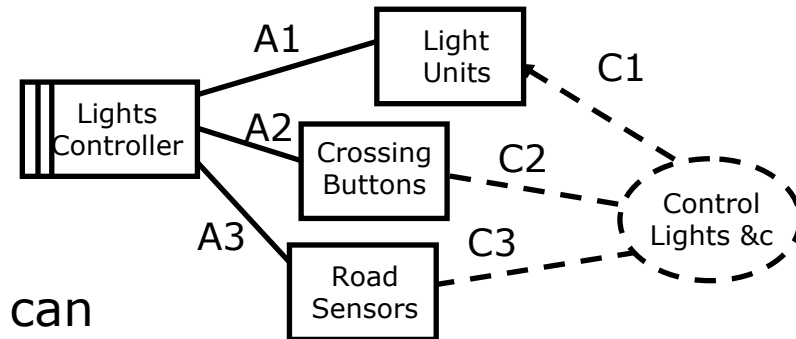 A1
Light
Units
C1
Lights
Controller
A2
Crossing
Buttons
C2
Control
Lights &c
A3
C3
Road
Sensors
can